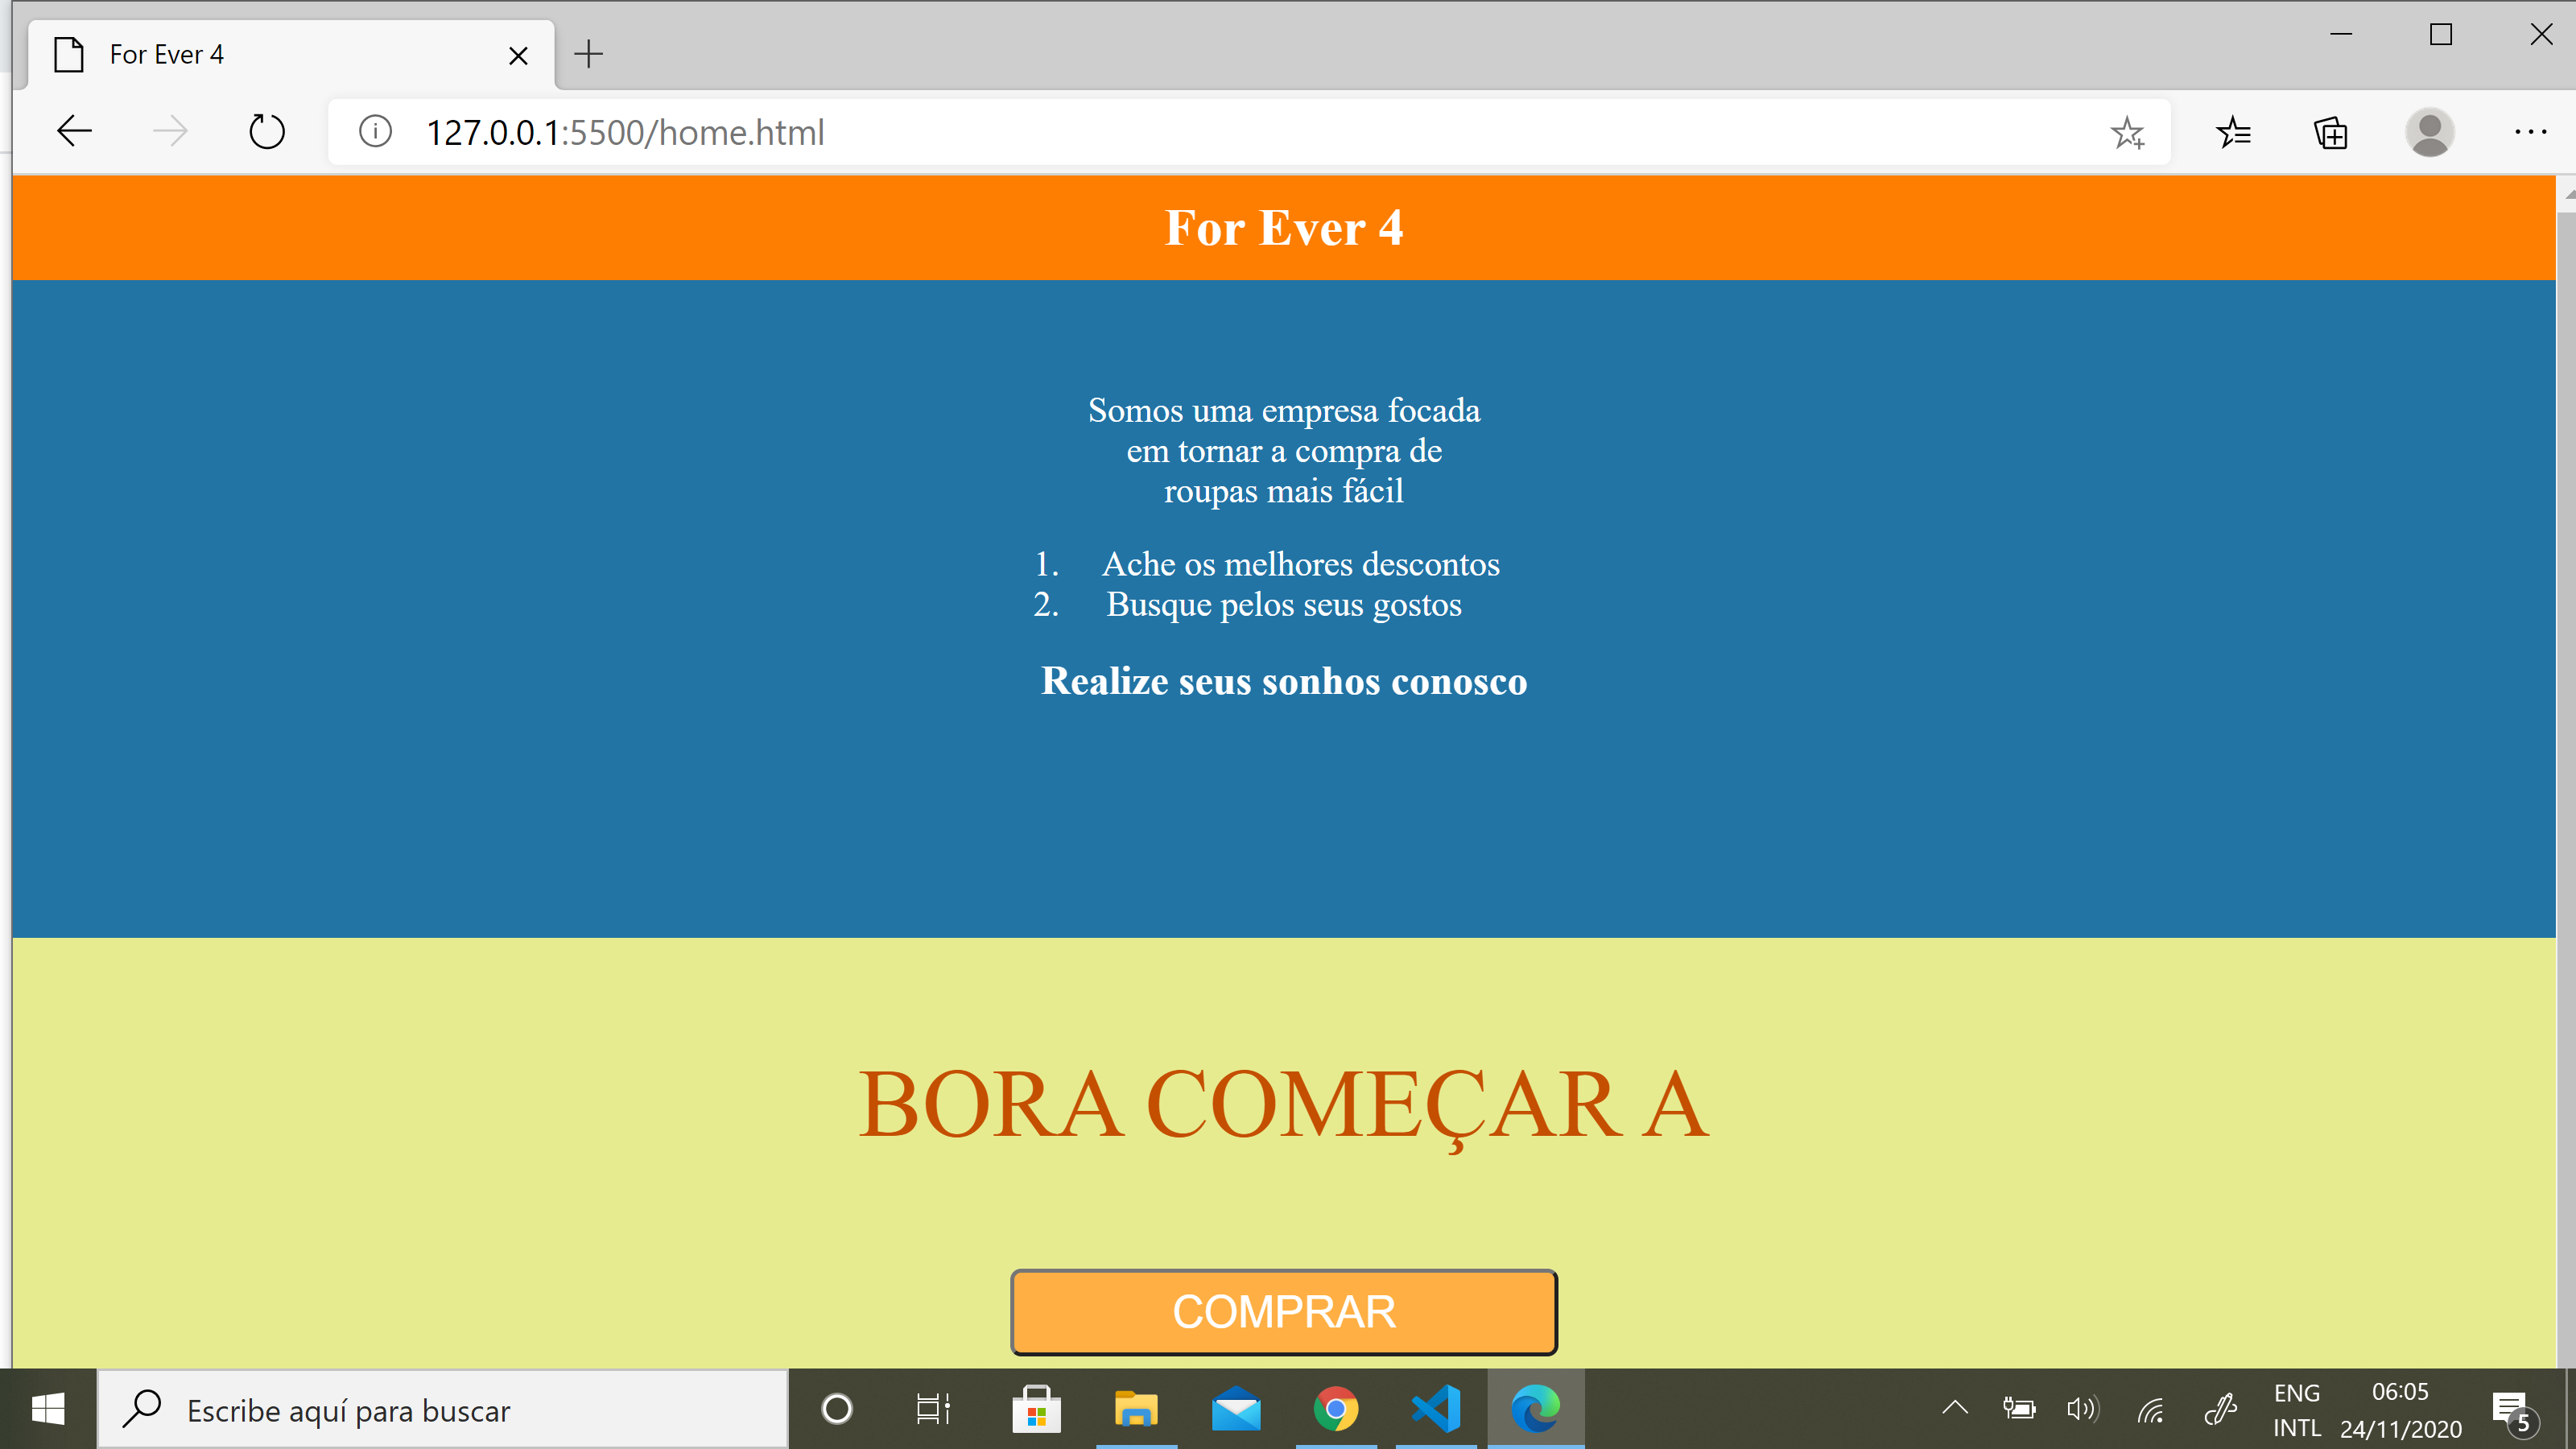 For Ever 4
127.0.0.1:5500/home.html
For Ever 4
Somos uma empresa focada
em tornar a compra de
roupas mais fácil
1. Ache os melhores descontos
2. Busque pelos seus gostos
Realize seus sonhos conosco
BORA COMEÇAR A
COMPRAR
Escribe aquí para buscar
ENG
INTL
06:05
24/11/2020
5